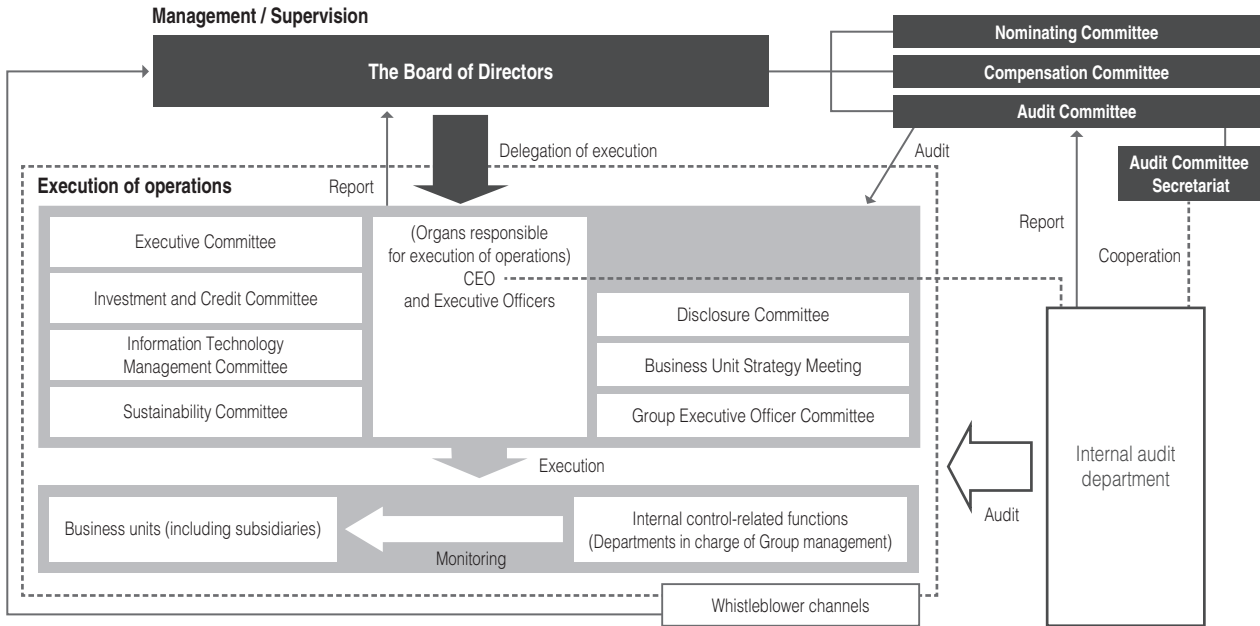 Management / Supervision
The Board of Directors
Nominating Committee
Compensation Committee
Audit Committee
Delegation of execution
Audit
Audit Committee
Secretariat
Execution of operations
Report
Report
Cooperation
Executive Committee
Investment and Credit Committee
Information Technology
Management Committee
Sustainability Committee
(Organs responsible
for execution of operations)
CEO
and Executive Officers
Disclosure Committee
Business Unit Strategy Meeting
Group Executive Officer Committee
Execution
Internal audit
department
Audit
Business units (including subsidiaries)
Monitoring
Internal control-related functions
(Departments in charge of Group management)
Whistleblower channels